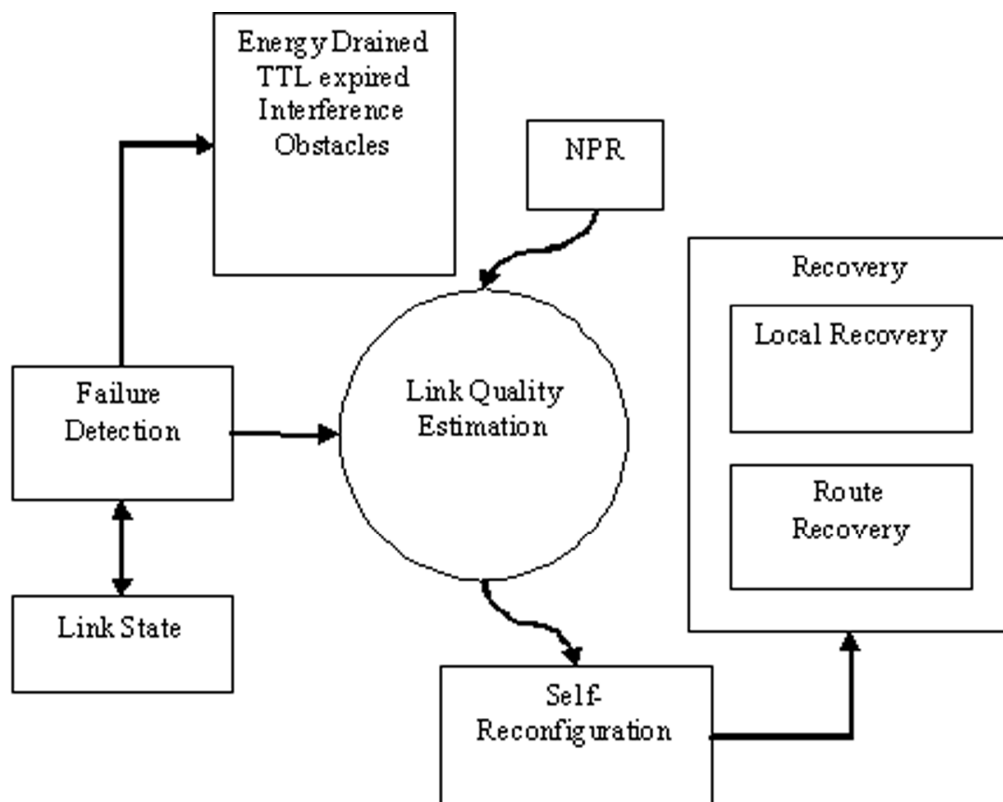 Energy Drained
TTL expired
Interference
Obstacles
NPR
Recovery
Local Recovery
Failure
Detection
Link Quality
Estimation
Route
Recovery
Link State
Self-
Reconfiguration